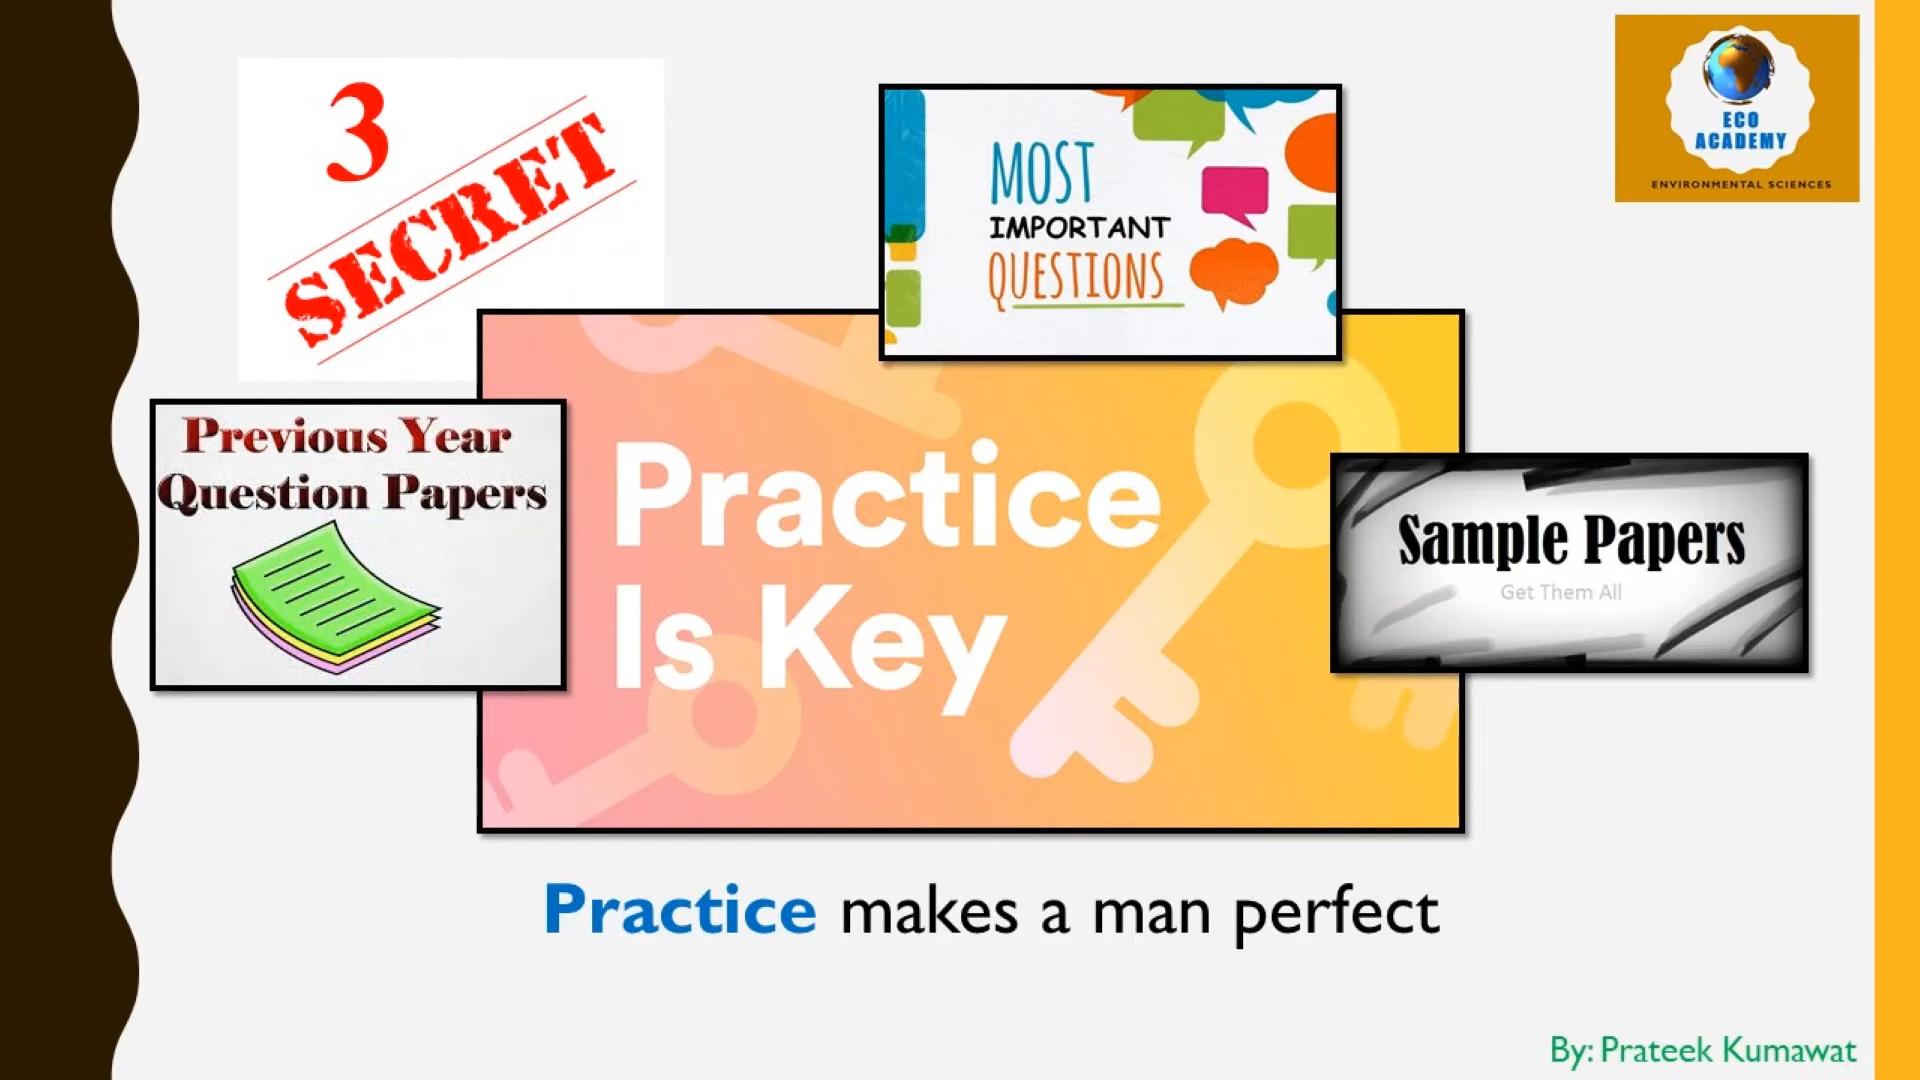 3
SECRET
MOST
IMPORTANT
QUESTIONS
ECO
ACADEMY
ENVIRONMENTAL SCIENCES
Previous Year
Question Papers
Practice
Is Key
Sample Papers
Get Them All
Practice makes a man perfect
By: Prateek Kumawat